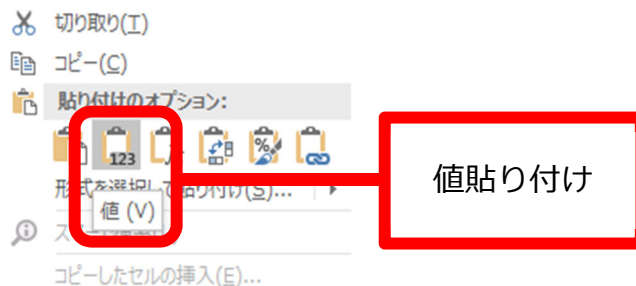 切り取り(T)
コピー(C)
貼り付けのオプション:
123
形式を選択して貼り付け(S)...
値 (V)
値貼り付け
コピーしたセルの挿入(E)...